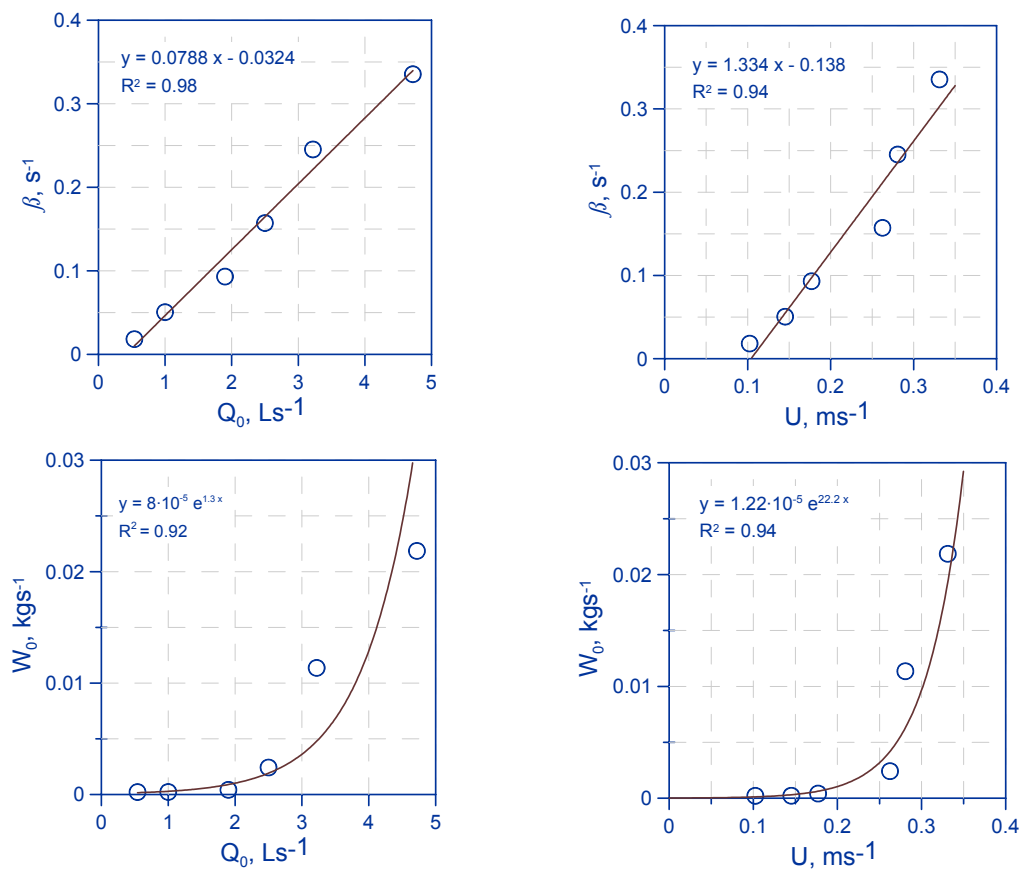 0.4
0.3
0.2
0.1
0
β, s⁻¹
y = 0.0788 x - 0.0324
R² = 0.98
0 1 2 3 4 5
Q₀, Ls-1
0.4
0.3
0.2
0.1
0
β, s⁻¹
y = 1.334 x - 0.138
R² = 0.94
0 0.1 0.2 0.3 0.4
U, ms-1
0.03
0.02
0.01
0
W₀, kgs⁻¹
y = 8·10⁻⁵ e¹·³ ˣ
R² = 0.92
0 1 2 3 4 5
Q₀, Ls-1
0.03
0.02
0.01
0
W₀, kgs⁻¹
y = 1.22·10⁻⁵ e²²·² ˣ
R² = 0.94
0 0.1 0.2 0.3 0.4
U, ms-1